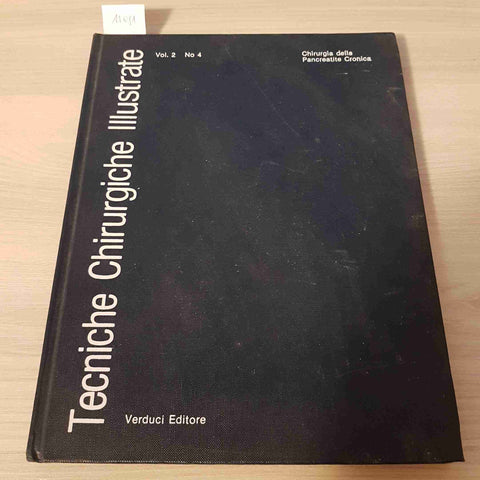 Vol. 2 No 4
Chirurgia della
Pancreatite Cronica
Tecniche Chirurgiche Illustrate
Verduci Editore